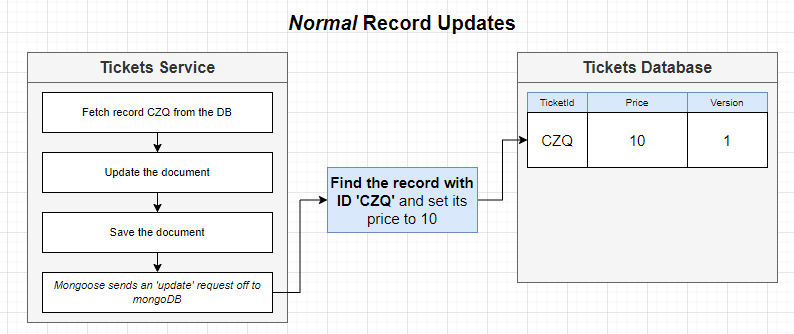 Normal Record Updates
Tickets Service
Fetch record CZQ from the DB
Update the document
Save the document
Mongoose sends an 'update' request off to
mongoDB
Find the record with
ID 'CZQ' and set its
price to 10
Tickets Database
TicketId Price Version
CZQ 10 1